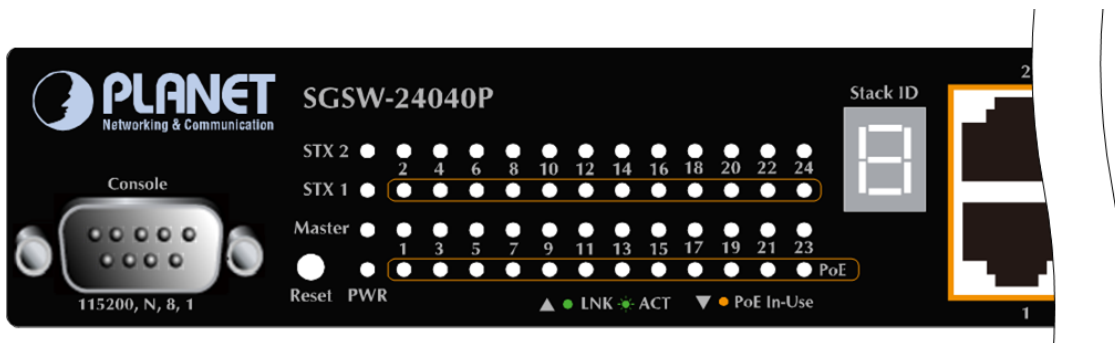 PLANET
Networking & Communication
SGSW-24040P
Stack ID
2
Console
STX 2
2 4 6 8 10 12 14 16 18 20 22 24
STX 1
Master
1 3 5 7 9 11 13 15 17 19 21 23
PoE
Reset PWR
115200, N, 8, 1
LNK ACT PoE In-Use
1